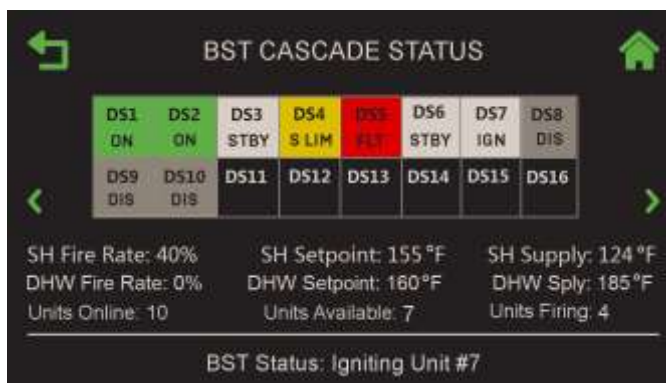 BST CASCADE STATUS
DS1 DS2 DS3 DS4 DS5 DS6 DS7 DS8
ON ON STBY S LIM FLT STBY IGN DIS
DS9 DS10 DS11 DS12 DS13 DS14 DS15 DS16
DIS DIS
SH Fire Rate: 40% SH Setpoint: 155 °F SH Supply: 124 °F
DHW Fire Rate: 0% DHW Setpoint: 160°F DHW Sply: 185°F
Units Online: 10 Units Available: 7 Units Firing: 4
BST Status: Igniting Unit #7